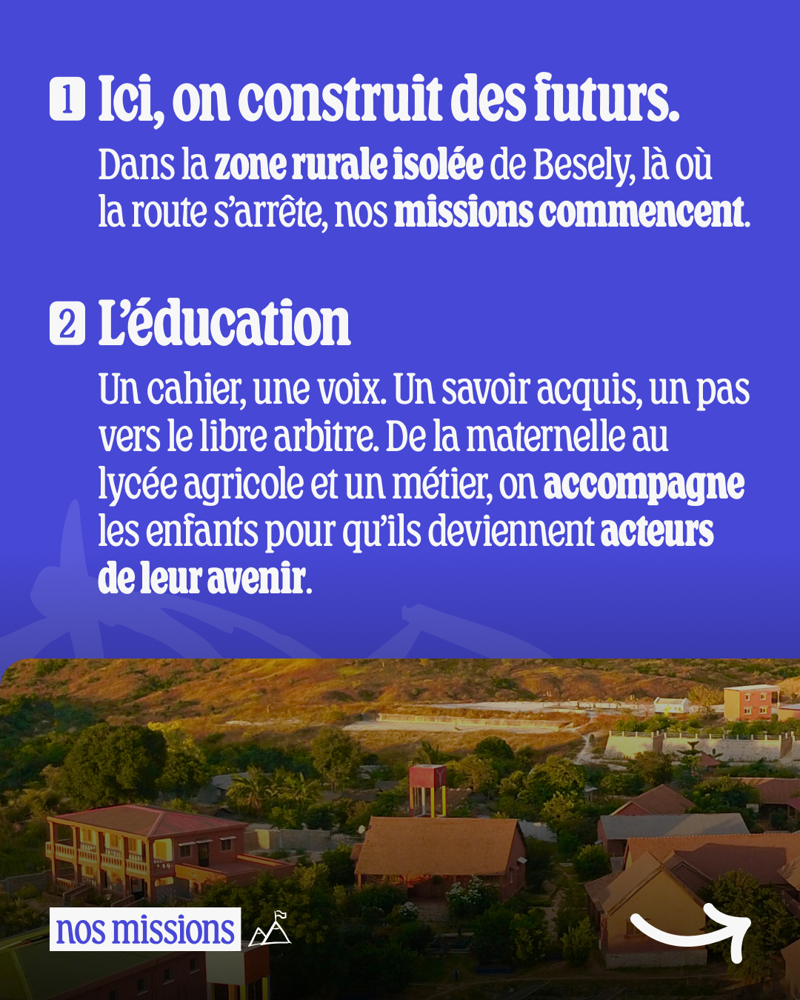 1 Ici, on construit des futurs.
Dans la zone rurale isolée de Besely, là où
la route s’arrête, nos missions commencent.
2 L’éducation
Un cahier, une voix. Un savoir acquis, un pas
vers le libre arbitre. De la maternelle au
lycée agricole et un métier, on accompagne
les enfants pour qu’ils deviennent acteurs
de leur avenir.
nos missions